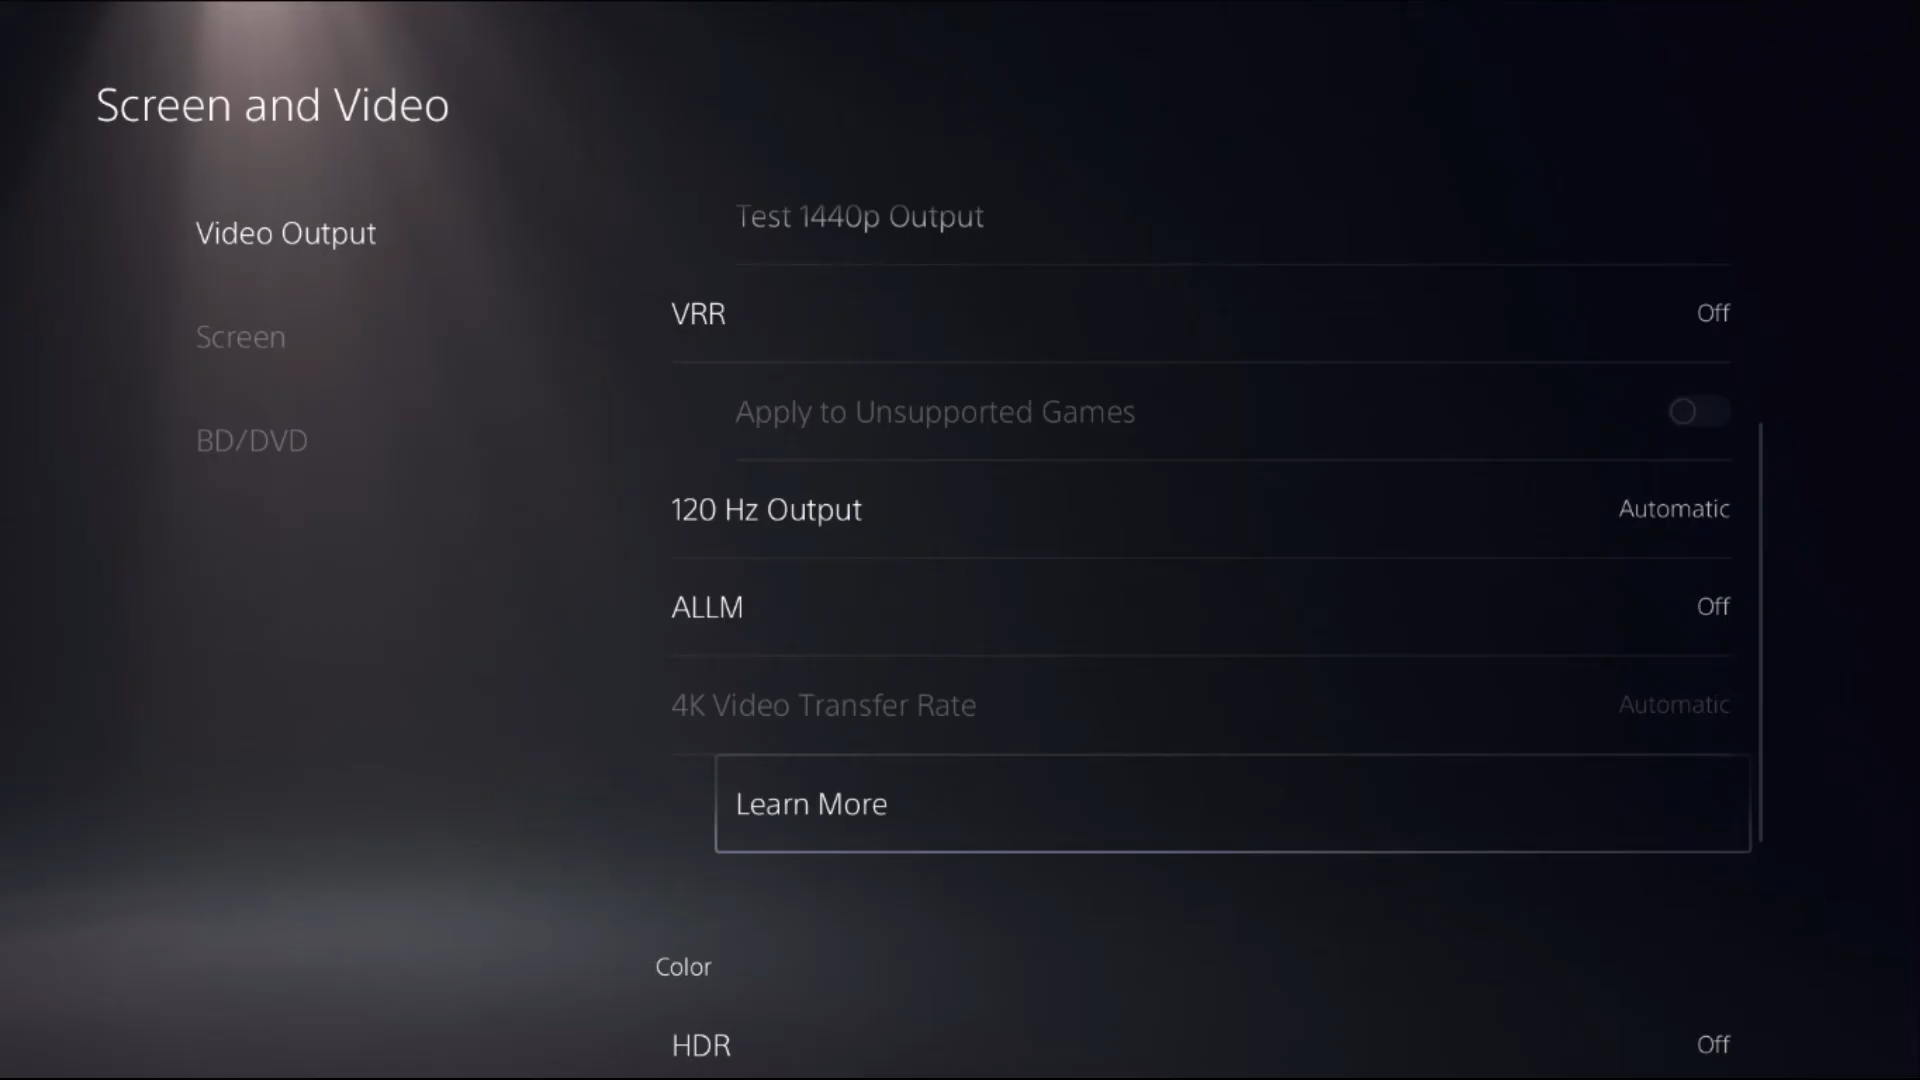 Screen and Video
Video Output
Screen
BD/DVD
Test 1440p Output
VRR Off
Apply to Unsupported Games
120 Hz Output Automatic
ALLM Off
4K Video Transfer Rate Automatic
Learn More
Color
HDR Off